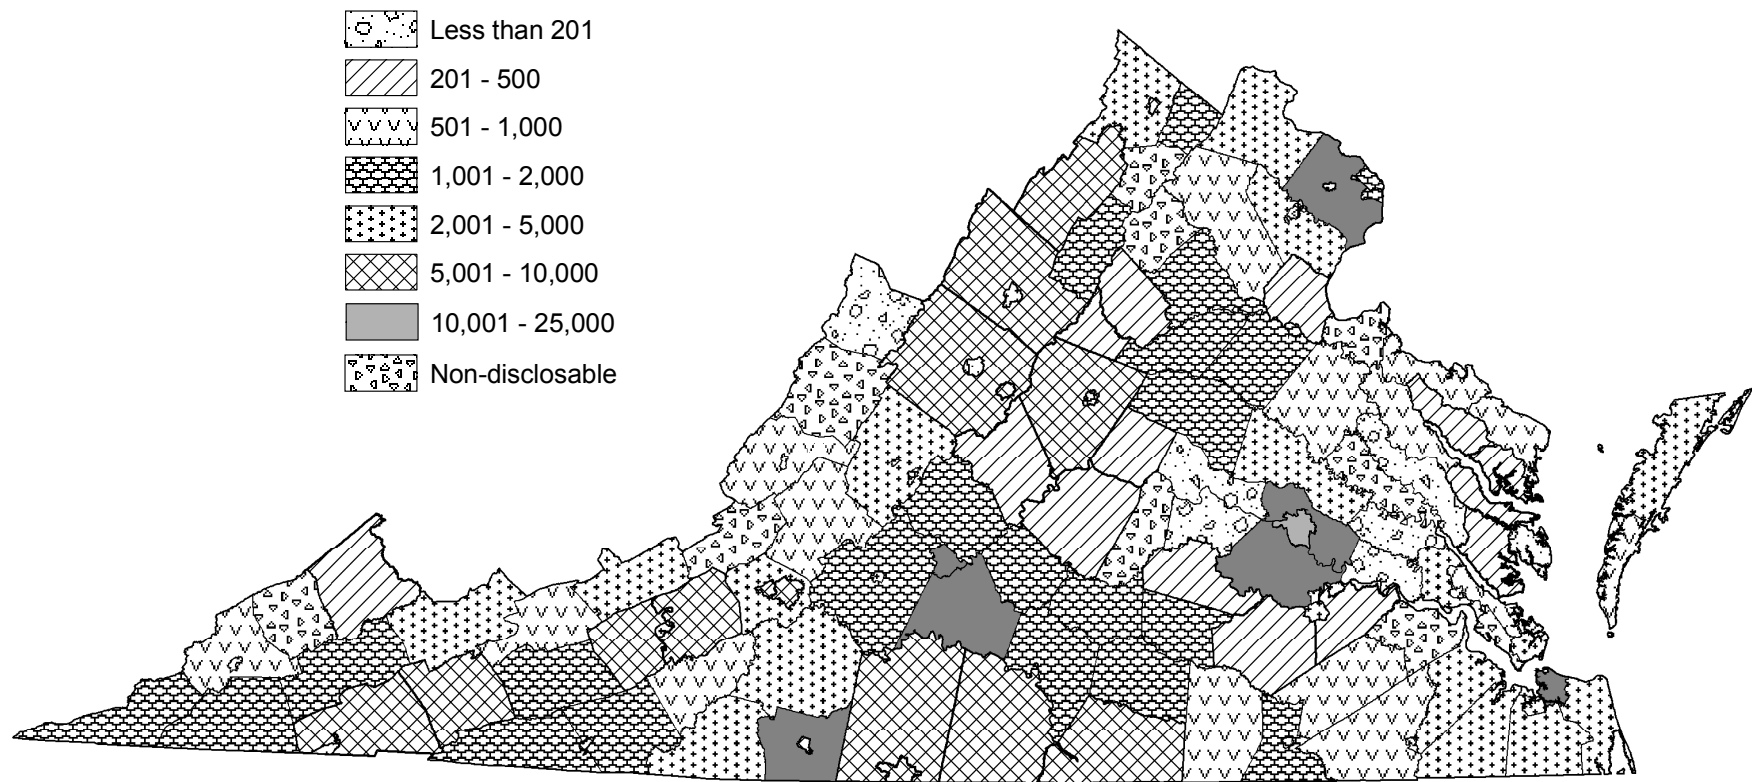 Less than 201
201 - 500
501 - 1,000
1,001 - 2,000
2,001 - 5,000
5,001 - 10,000
10,001 - 25,000
Non-disclosable